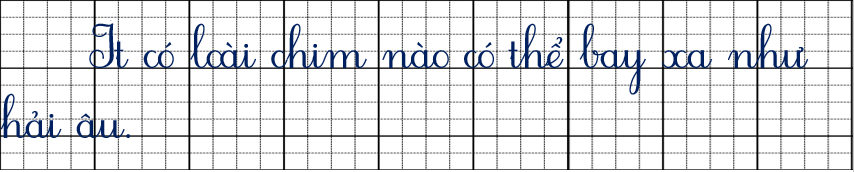 Ít có loài chim nào có thể bay xa như
hải âu.